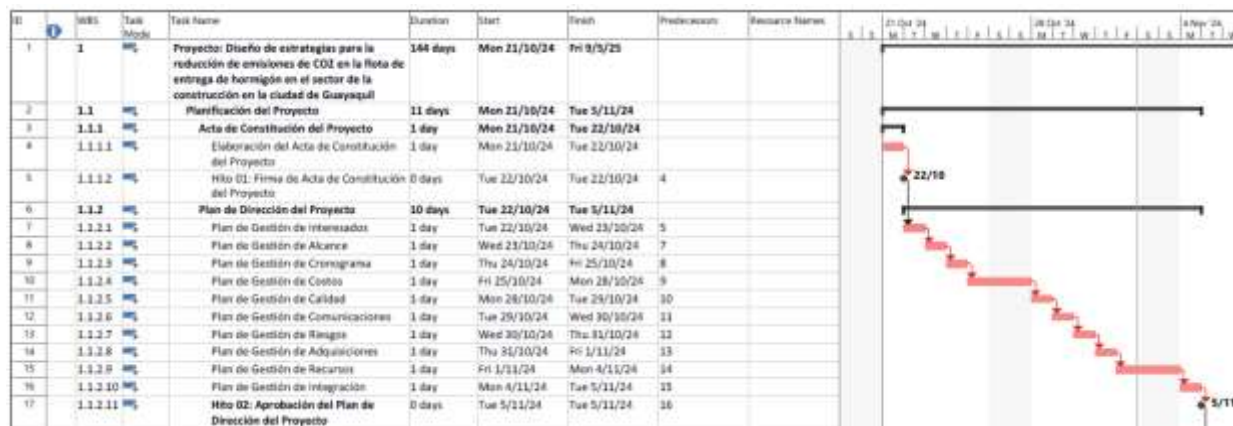 ID WBS Task Mode Task Name Duration Start Finish Predecessors Resource Names 21 Oct '24 28 Oct '24 4 Nov '24
S S M T W T F S S M T W T F S S M T W
1 1 Proyecto: Diseño de estrategias para la 144 days Mon 21/10/24 Fri 9/5/25
reducción de emisiones de CO2 en la flota de
entrega de hormigón en el sector de la
construcción en la ciudad de Guayaquil
2 1.1 Planificación del Proyecto 11 days Mon 21/10/24 Tue 5/11/24
3 1.1.1 Acta de Constitución del Proyecto 1 day Mon 21/10/24 Tue 22/10/24
4 1.1.1.1 Elaboración del Acta de Constitución 1 day Mon 21/10/24 Tue 22/10/24
del Proyecto
5 1.1.1.2 Hito 01: Firma de Acta de Constitución 0 days Tue 22/10/24 Tue 22/10/24 4 22/10
del Proyecto
6 1.1.2 Plan de Dirección del Proyecto 10 days Tue 22/10/24 Tue 5/11/24
7 1.1.2.1 Plan de Gestión de Interesados 1 day Tue 22/10/24 Wed 23/10/24 5
8 1.1.2.2 Plan de Gestión de Alcance 1 day Wed 23/10/24 Thu 24/10/24 7
9 1.1.2.3 Plan de Gestión de Cronograma 1 day Thu 24/10/24 Fri 25/10/24 8
10 1.1.2.4 Plan de Gestión de Costos 1 day Fri 25/10/24 Mon 28/10/24 9
11 1.1.2.5 Plan de Gestión de Calidad 1 day Mon 28/10/24 Tue 29/10/24 10
12 1.1.2.6 Plan de Gestión de Comunicaciones 1 day Tue 29/10/24 Wed 30/10/24 11
13 1.1.2.7 Plan de Gestión de Riesgos 1 day Wed 30/10/24 Thu 31/10/24 12
14 1.1.2.8 Plan de Gestión de Adquisiciones 1 day Thu 31/10/24 Fri 1/11/24 13
15 1.1.2.9 Plan de Gestión de Recursos 1 day Fri 1/11/24 Mon 4/11/24 14
16 1.1.2.10 Plan de Gestión de Integración 1 day Mon 4/11/24 Tue 5/11/24 15
17 1.1.2.11 Hito 02: Aprobación del Plan de 0 days Tue 5/11/24 Tue 5/11/24 16 5/11
Dirección del Proyecto